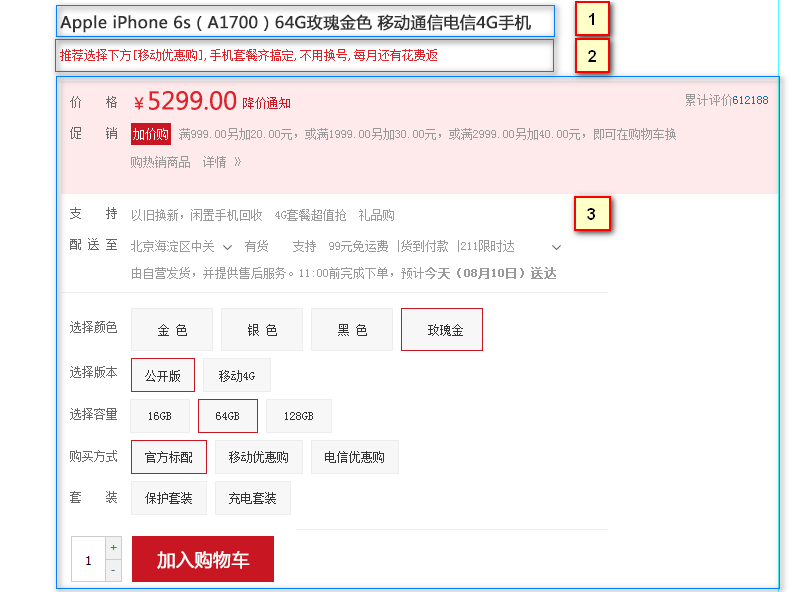 Apple iPhone 6s（A1700）64G玫瑰金色 移动通信电信4G手机
1
推荐选择下方[移动优惠购],手机套餐齐搞定,不用换号,每月还有花费返
2
价 格 ￥5299.00 降价通知 累计评价612188
促 销 加价购 满999.00另加20.00元，或满1999.00另加30.00元，或满2999.00另加40.00元，即可在购物车换
购热销商品 详情 》
支 持 以旧换新，闲置手机回收 4G套餐超值抢 礼品购
3
配送至 北京海淀区中关 有货 支持 99元免运费 |货到付款 |211限时达
由自营发货，并提供售后服务。11:00前完成下单，预计今天（08月10日）送达
选择颜色 金 色 银 色 黑 色 玫瑰金
选择版本 公开版 移动4G
选择容量 16GB 64GB 128GB
购买方式 官方标配 移动优惠购 电信优惠购
套 装 保护套装 充电套装
1 + - 加入购物车